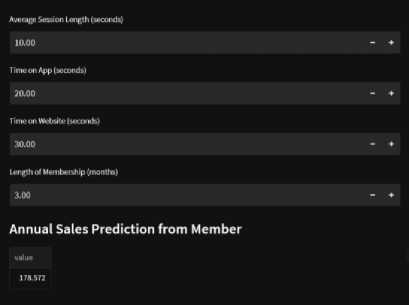 Average Session Length (seconds)
10.00
Time on App (seconds)
20.00
Time on Website (seconds)
30.00
Length of Membership (months)
3.00
Annual Sales Prediction from Member
value
178.572